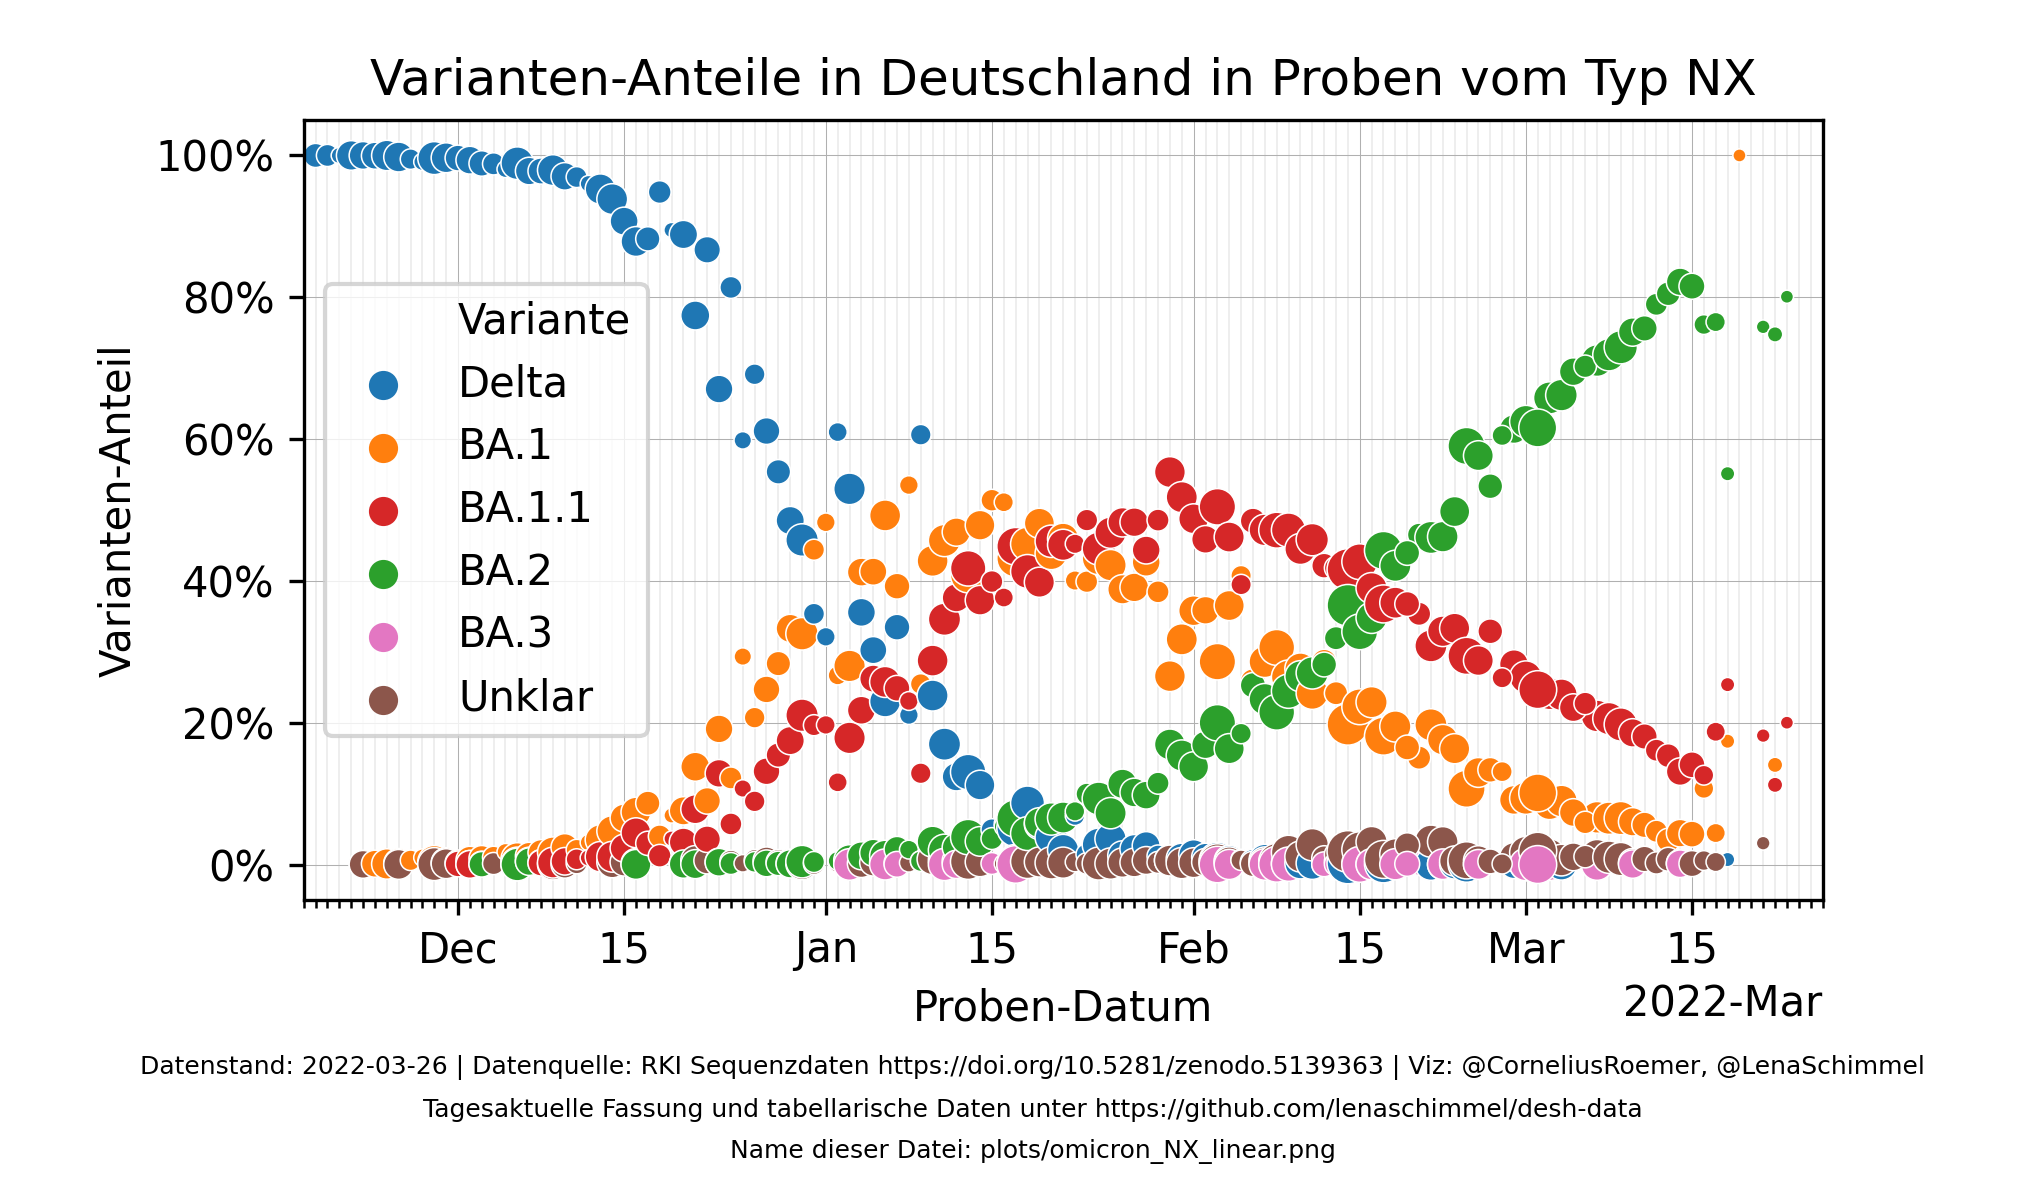 Varianten-Anteile in Deutschland in Proben vom Typ NX
Varianten-Anteil
100%
80%
60%
40%
20%
0%
Variante
Delta
BA.1
BA.1.1
BA.2
BA.3
Unklar
Dec 15 Jan 15 Feb 15 Mar 15
2022-Mar
Proben-Datum
Datenstand: 2022-03-26 | Datenquelle: RKI Sequenzdaten https://doi.org/10.5281/zenodo.5139363 | Viz: @CorneliusRoemer, @LenaSchimmel
Tagesaktuelle Fassung und tabellarische Daten unter https://github.com/lenaschimmel/desh-data
Name dieser Datei: plots/omicron_NX_linear.png